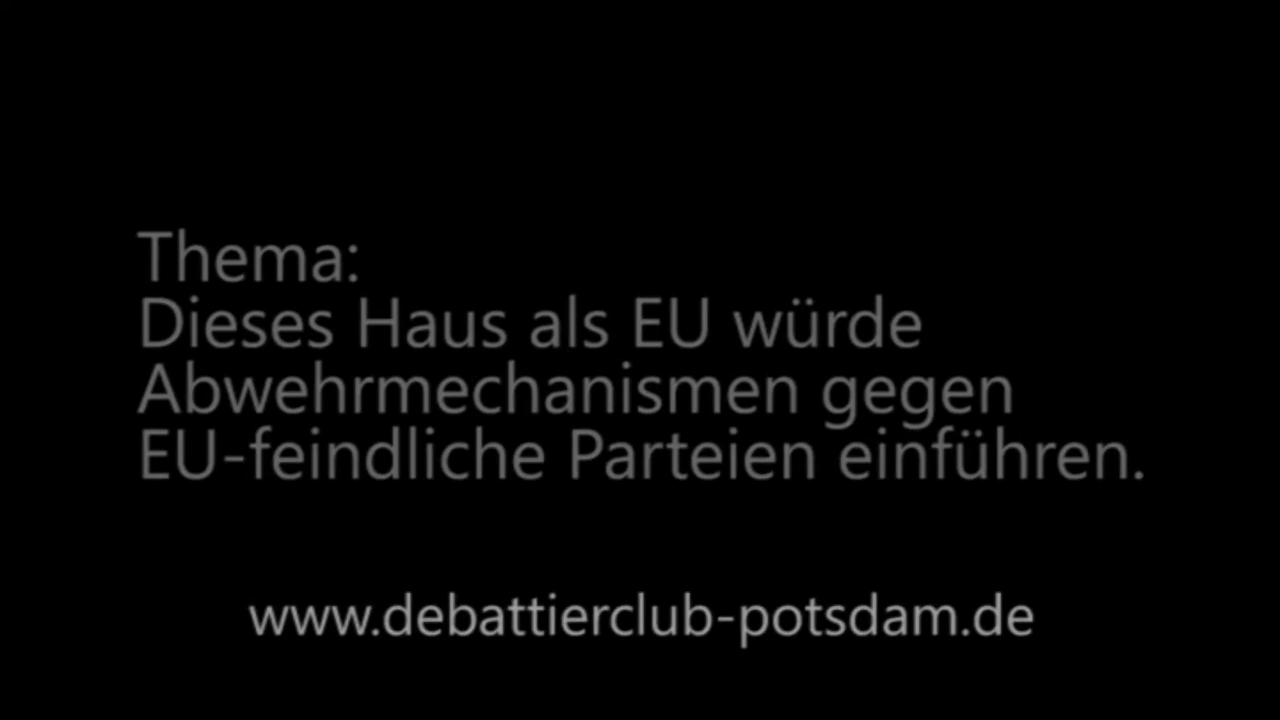 Thema:
Dieses Haus als EU würde
Abwehrmechanismen gegen
EU-feindliche Parteien einführen.
www.debattierclub-potsdam.de